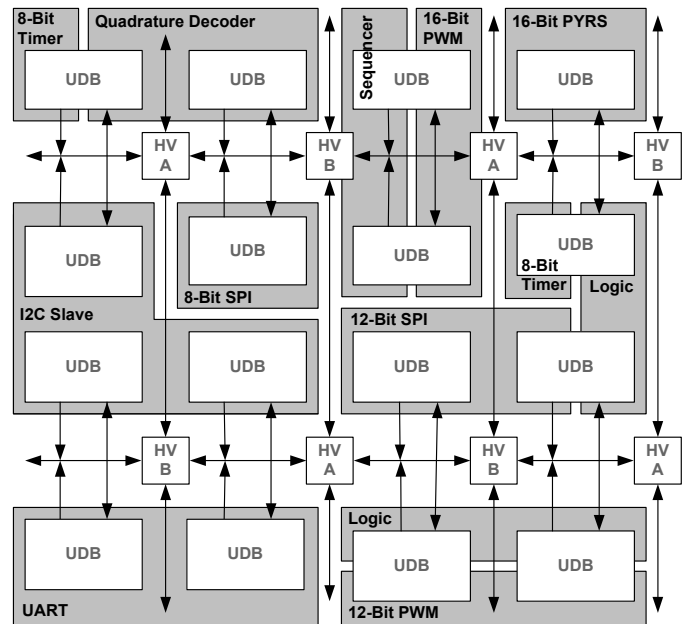 8-Bit
Timer
Quadrature Decoder
Sequencer
16-Bit
PWM
16-Bit PYRS
UDB
UDB
UDB
UDB
HV
A
HV
B
HV
A
HV
B
UDB
UDB
UDB
UDB
8-Bit SPI
8-Bit
Timer
Logic
I2C Slave
12-Bit SPI
UDB
UDB
UDB
UDB
HV
B
HV
A
HV
B
HV
A
Logic
UDB
UDB
UDB
UDB
UART
12-Bit PWM